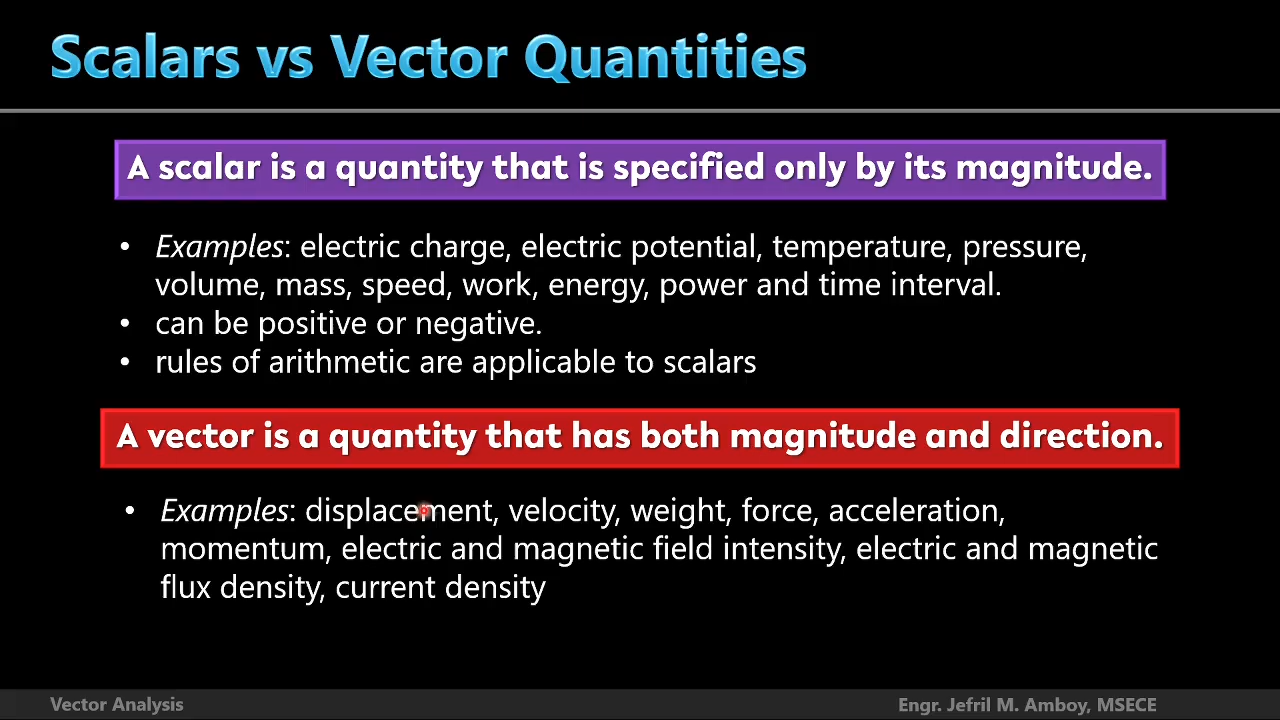 Scalars vs Vector Quantities
A scalar is a quantity that is specified only by its magnitude.
• Examples: electric charge, electric potential, temperature, pressure,
volume, mass, speed, work, energy, power and time interval.
• can be positive or negative.
• rules of arithmetic are applicable to scalars
A vector is a quantity that has both magnitude and direction.
• Examples: displacement, velocity, weight, force, acceleration,
momentum, electric and magnetic field intensity, electric and magnetic
flux density, current density
Vector Analysis
Engr. Jefril M. Amboy, MSECE